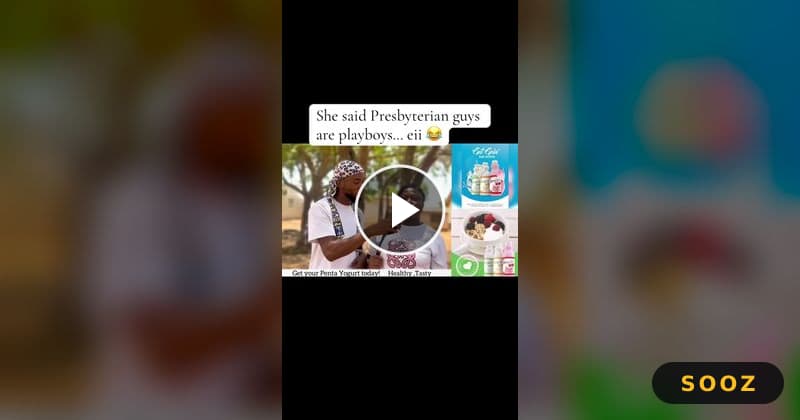 She said Presbyterian guys
are playboys... eii 😂
Get your Penta Yogurt today! Healthy ,Tasty
SOOZ